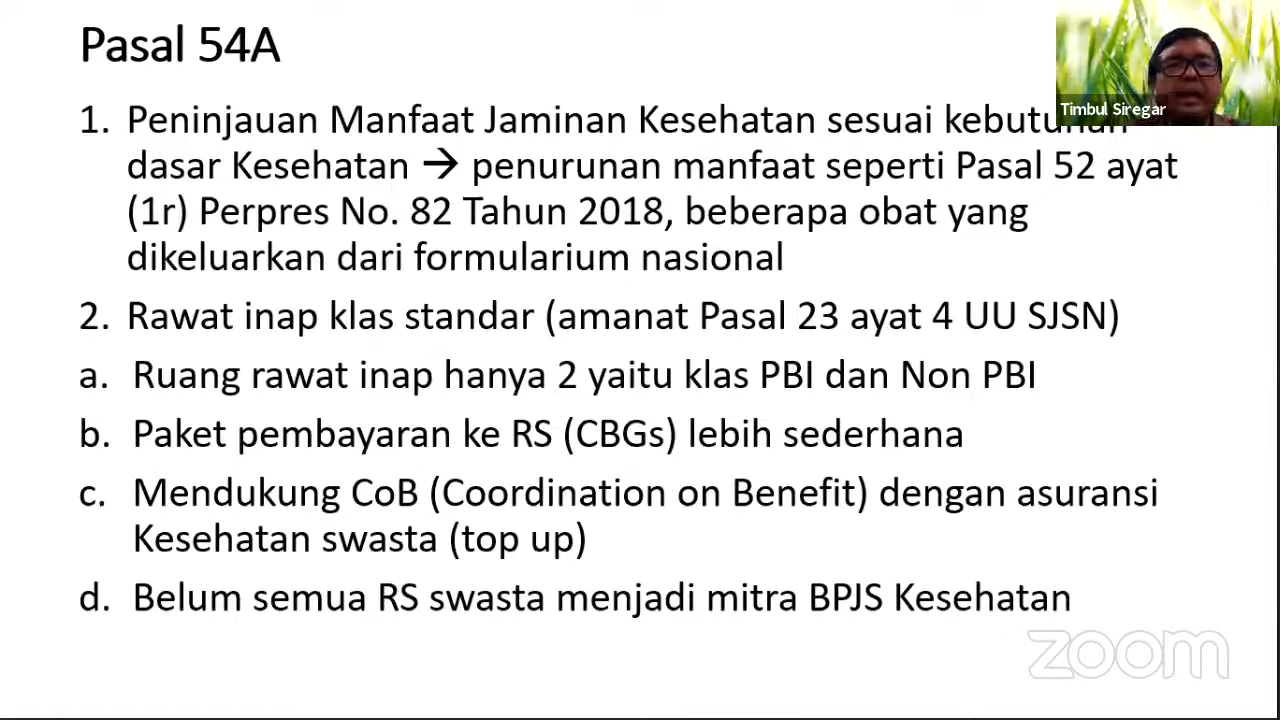 Pasal 54A
Timbul Siregar
1. Peninjauan Manfaat Jaminan Kesehatan sesuai kebutuhan
dasar Kesehatan → penurunan manfaat seperti Pasal 52 ayat
(1r) Perpres No. 82 Tahun 2018, beberapa obat yang
dikeluarkan dari formularium nasional
2. Rawat inap klas standar (amanat Pasal 23 ayat 4 UU SJSN)
a. Ruang rawat inap hanya 2 yaitu klas PBI dan Non PBI
b. Paket pembayaran ke RS (CBGs) lebih sederhana
c. Mendukung CoB (Coordination on Benefit) dengan asuransi
Kesehatan swasta (top up)
d. Belum semua RS swasta menjadi mitra BPJS Kesehatan
zoom